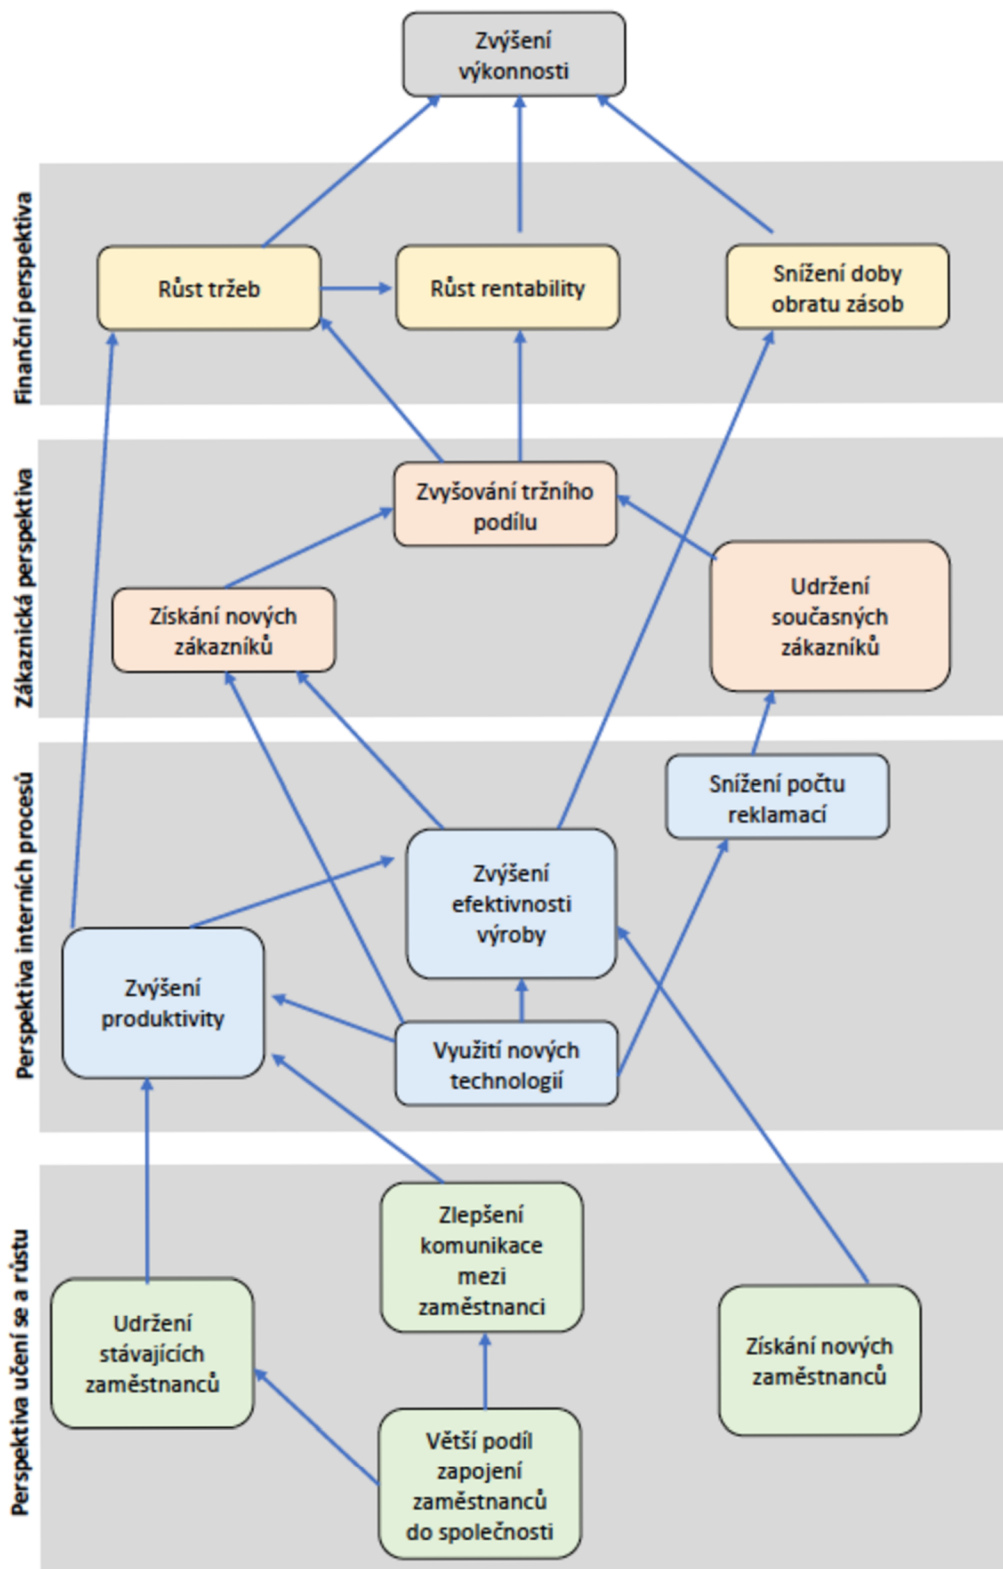 Zvýšení
výkonnosti
Finanční perspektiva
Růst tržeb
Růst rentability
Snížení doby
obratu zásob
Zákaznická perspektiva
Zvyšování tržního
podílu
Získání nových
zákazníků
Udržení
současných
zákazníků
Perspektiva interních procesů
Snížení počtu
reklamací
Zvýšení
efektivnosti
výroby
Zvýšení
produktivity
Využití nových
technologií
Perspektiva učení se a růstu
Zlepšení
komunikace
mezi
zaměstnanci
Udržení
stávajících
zaměstnanců
Získání nových
zaměstnanců
Větší podíl
zapojení
zaměstnanců
do společnosti